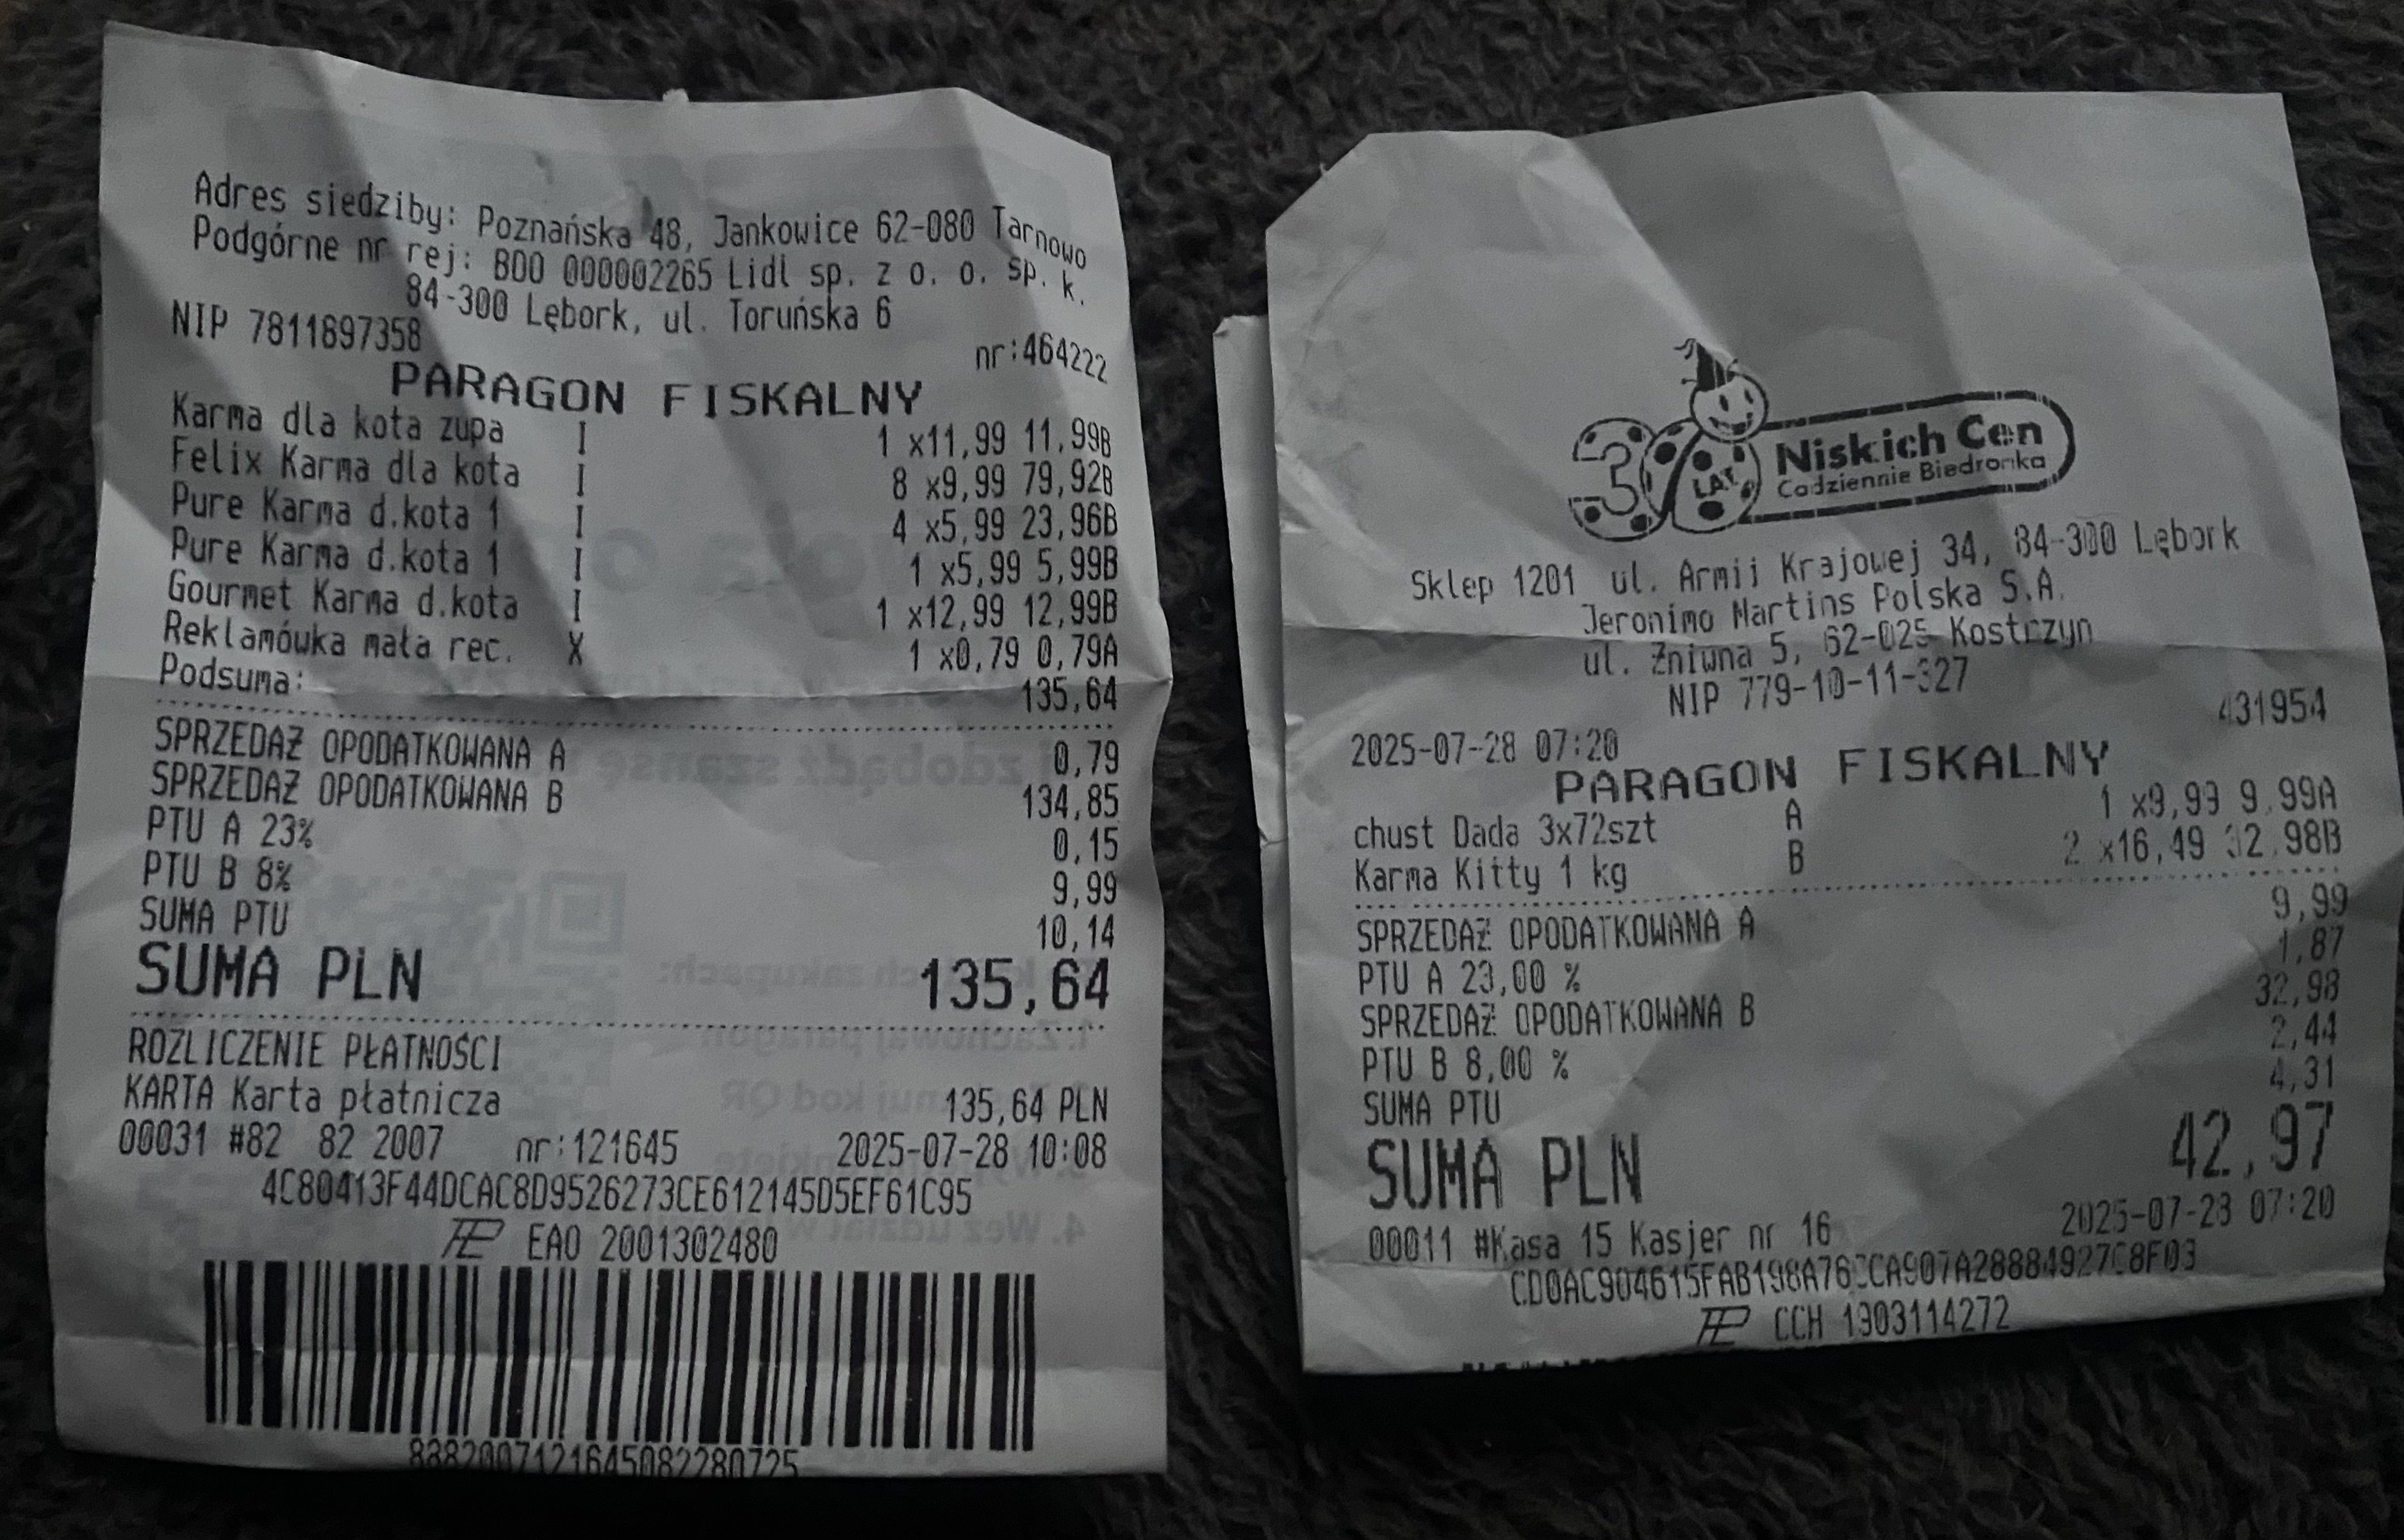 Adres siedziby: Poznańska 48, Jankowice 62-080 Tarnowo
Podgórne nr rej: BDO 000002265 Lidl sp. z o. o. sp. k.
84-300 Lębork, ul. Toruńska 6
NIP 7811897358
nr:464222
PARAGON FISKALNY
Karma dla kota zupa I 1 x11,99 11,99B
Felix Karma dla kota I 8 x9,99 79,92B
Pure Karma d.kota 1 I 4 x5,99 23,96B
Pure Karma d.kota 1 I 1 x5,99 5,99B
Gourmet Karma d.kota I 1 x12,99 12,99B
Reklamówka mała rec. X 1 x0,79 0,79A
Podsuma: 135,64
SPRZEDAŻ OPODATKOWANA A 0,79
SPRZEDAŻ OPODATKOWANA B 134,85
PTU A 23% 0,15
PTU B 8% 9,99
SUMA PTU 10,14
SUMA PLN 135,64
ROZLICZENIE PŁATNOŚCI
KARTA Karta płatnicza 135,64 PLN
00031 #82 82 2007 nr:121645 2025-07-28 10:08
4C80413F44DCAC8D9526273CE612145D5EF61C95
EAO 2001302480
8382007121645082280725
30 LAT Niskich Cen
Codziennie Biedronka
Sklep 1201 ul. Armii Krajowej 34, 84-300 Lębork
Jeronimo Martins Polska S.A.
ul. Żniwna 5, 62-025 Kostrzyn
NIP 779-10-11-327
2025-07-28 07:20 431954
PARAGON FISKALNY
chust Dada 3x72szt A 1 x9,99 9,99A
Karma Kitty 1 kg B 2 x16,49 32,98B
SPRZEDAŻ OPODATKOWANA A 9,99
PTU A 23,00 % 1,87
SPRZEDAŻ OPODATKOWANA B 32,98
PTU B 8,00 % 2,44
SUMA PTU 4,31
SUMA PLN 42,97
00011 #Kasa 15 Kasjer nr 16 2025-07-28 07:20
CCH 1903114272